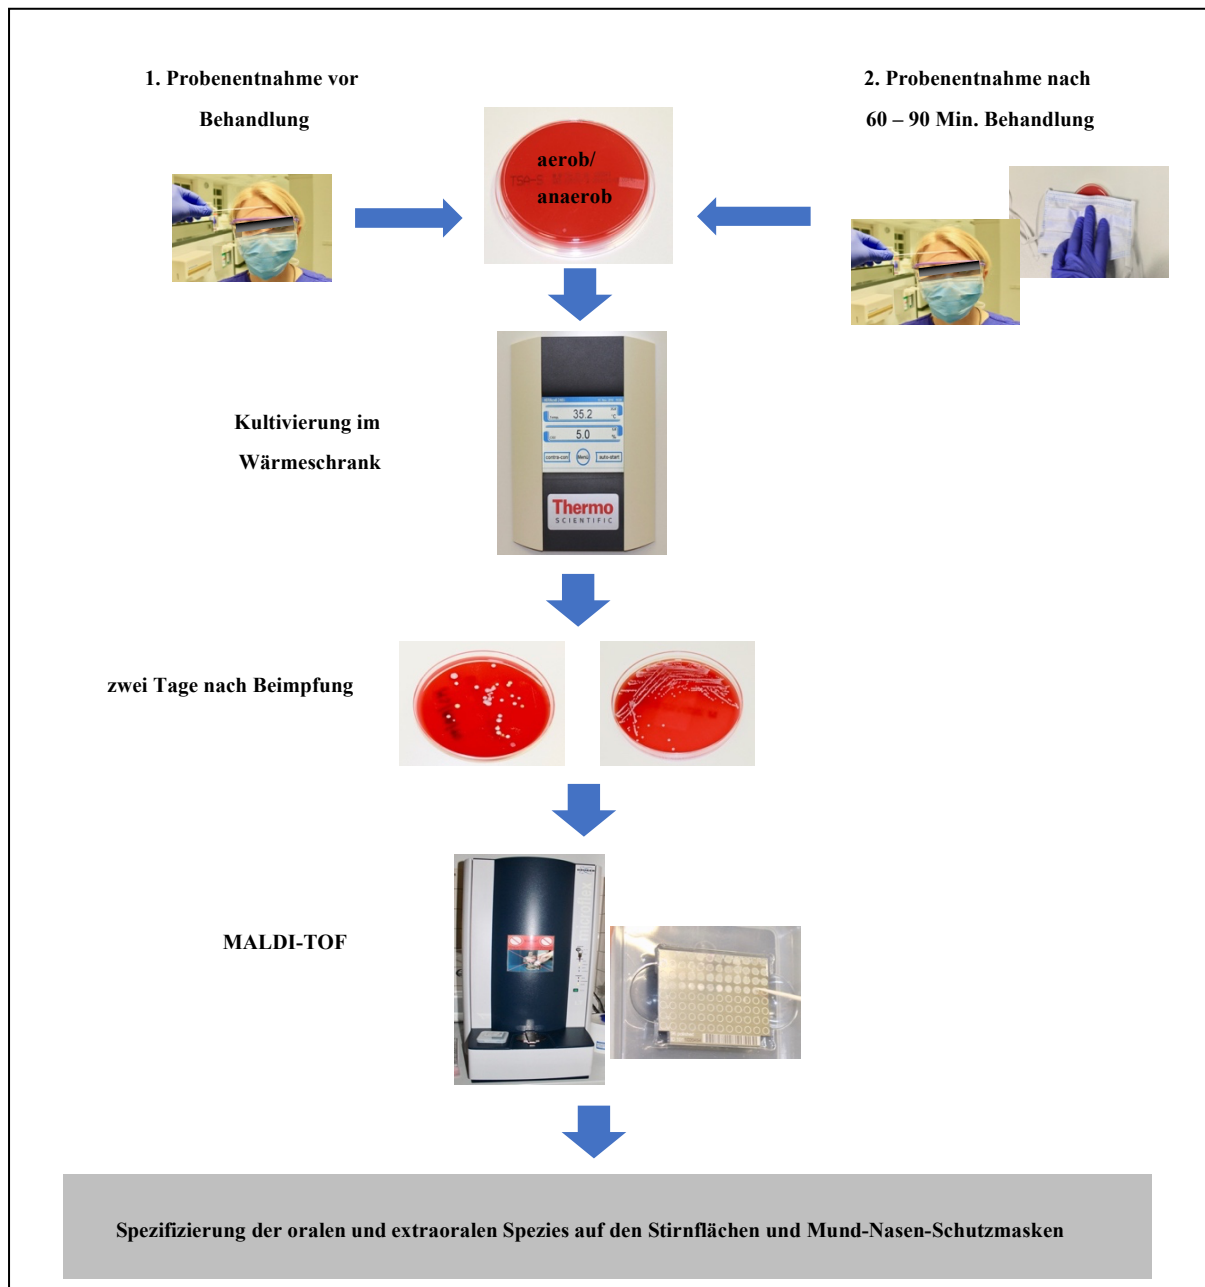 1. Probenentnahme vor
Behandlung
2. Probenentnahme nach
60 – 90 Min. Behandlung
aerob/
anaerob
Kultivierung im
Wärmeschrank
35.2
°C
5.0
%
Menü
auto-start
Thermo
SCIENTIFIC
zwei Tage nach Beimpfung
MALDI-TOF
Spezifizierung der oralen und extraoralen Spezies auf den Stirnflächen und Mund-Nasen-Schutzmasken